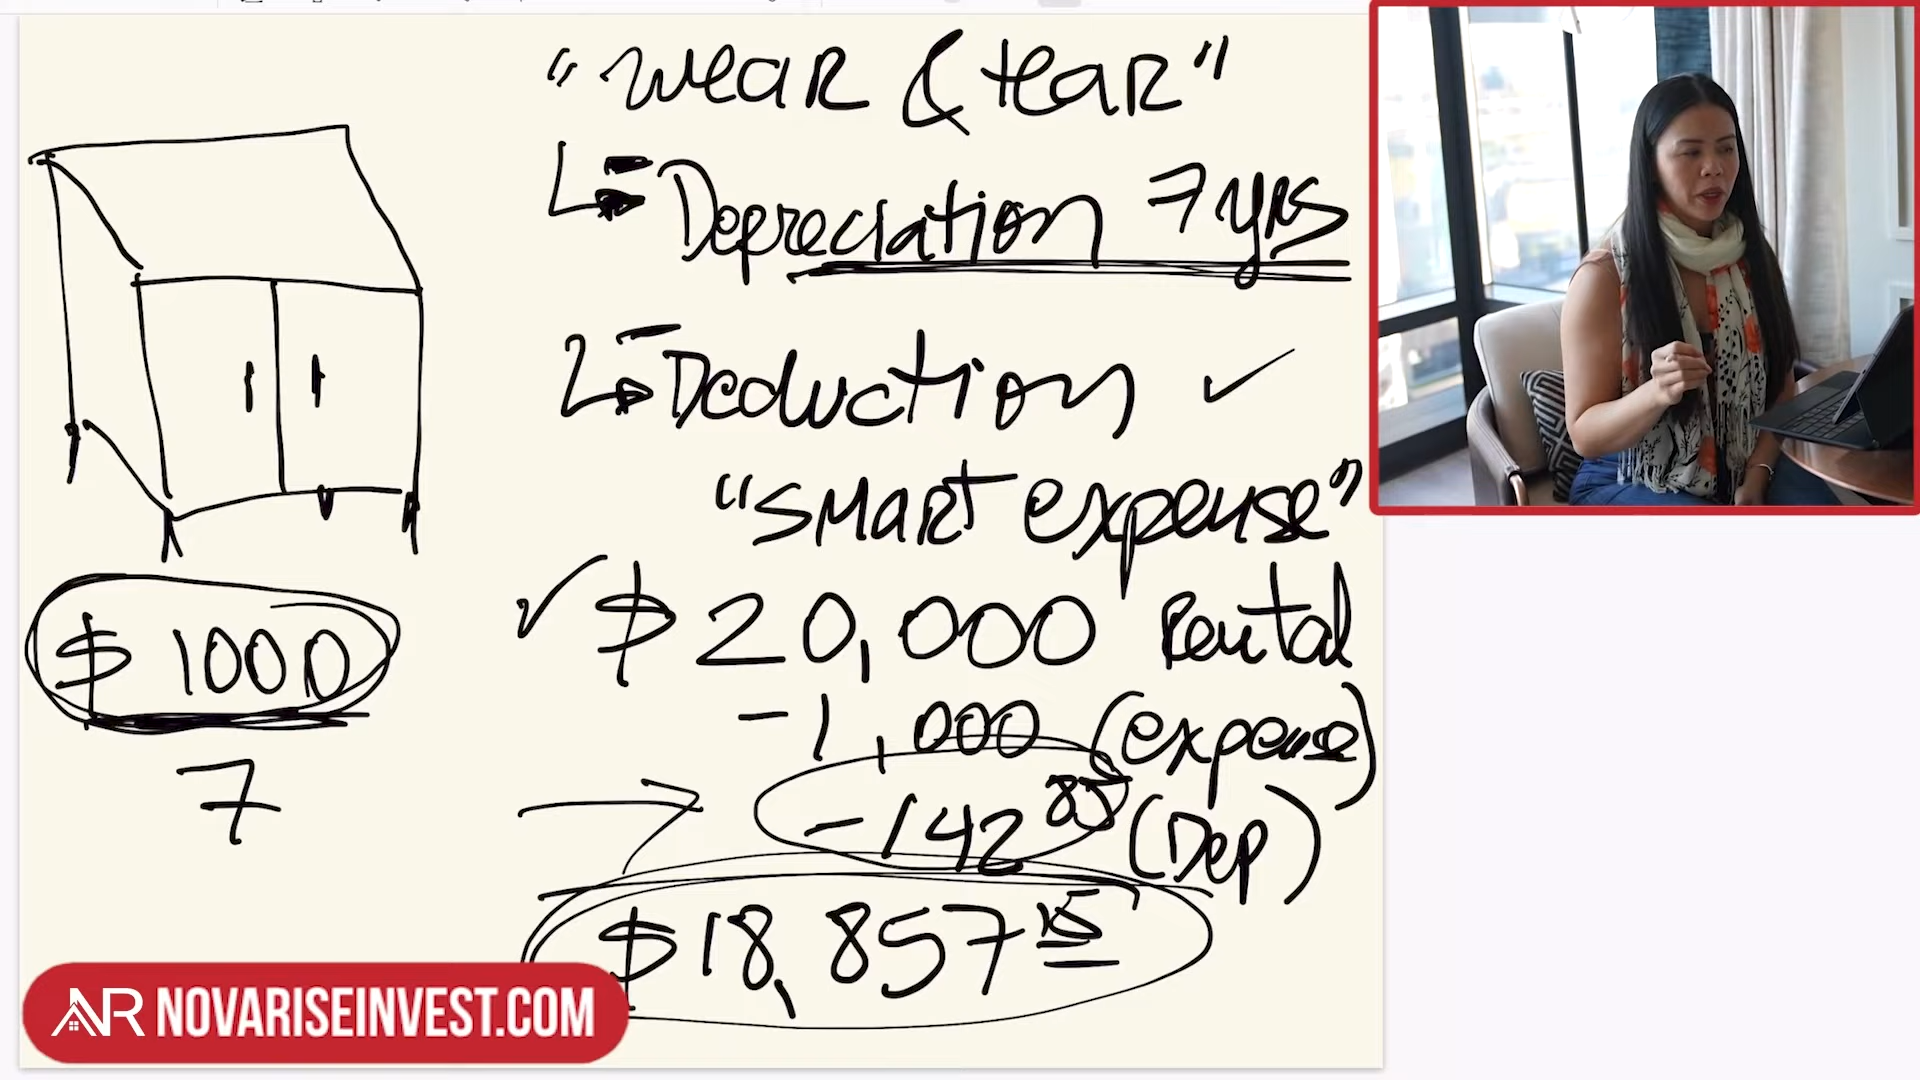 "wear & tear"
Depreciation 7 yrs
Deduction ✓
"smart expense"
✓ $20,000 Rental
-1,000 (expense)
-142 85 (Dep)
$18,857 15
$1000
7
NR NOVARISEINVEST.COM